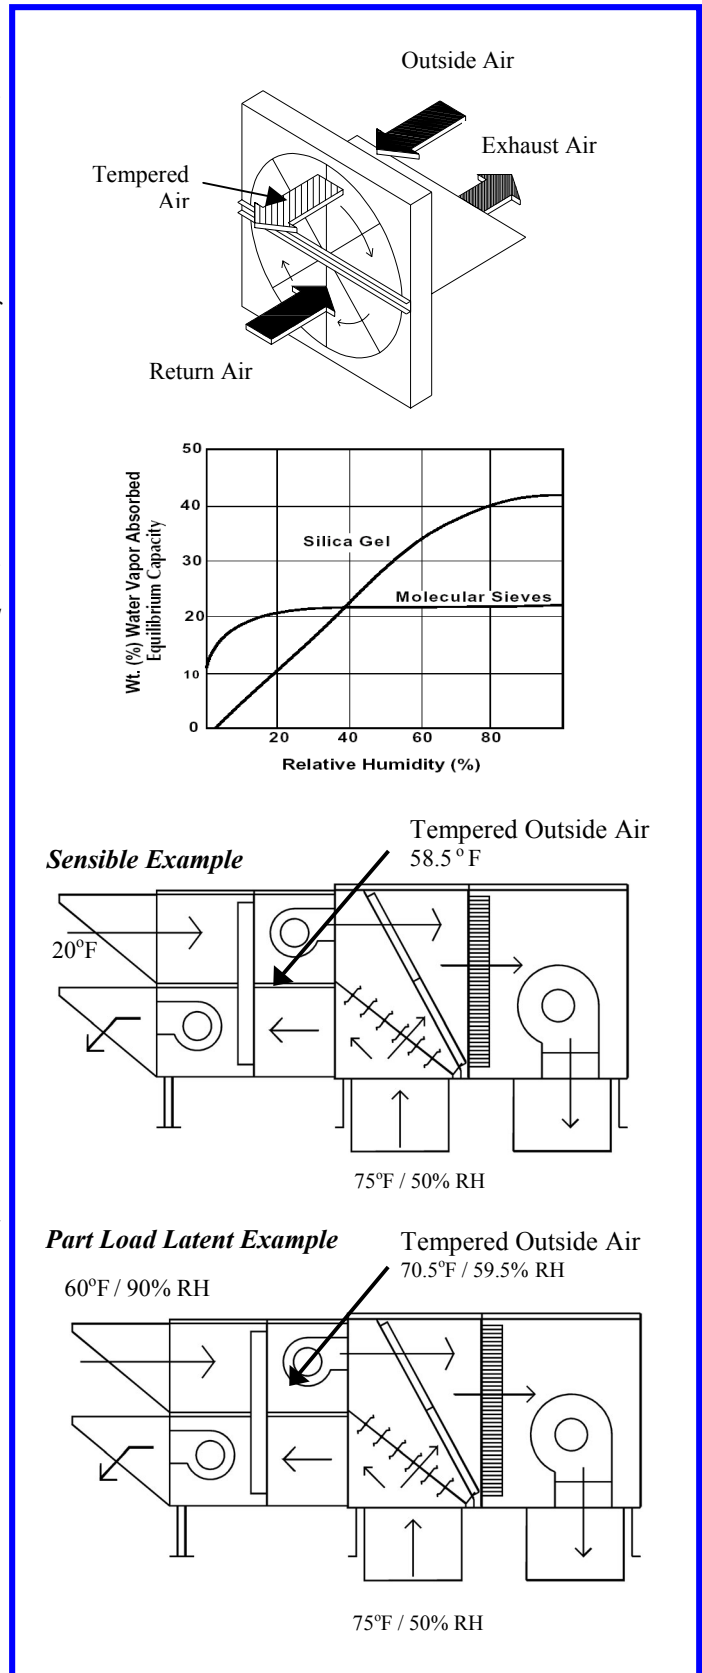 Outside Air
Exhaust Air
Tempered
Air
Return Air
Wt. (%) Water Vapor Absorbed
Equilibrium Capacity
50
40
30
20
10
0
Silica Gel
Molecular Sieves
20 40 60 80
Relative Humidity (%)
Tempered Outside Air
58.5 °F
Sensible Example
20°F
75°F / 50% RH
Part Load Latent Example
Tempered Outside Air
70.5°F / 59.5% RH
60°F / 90% RH
75°F / 50% RH